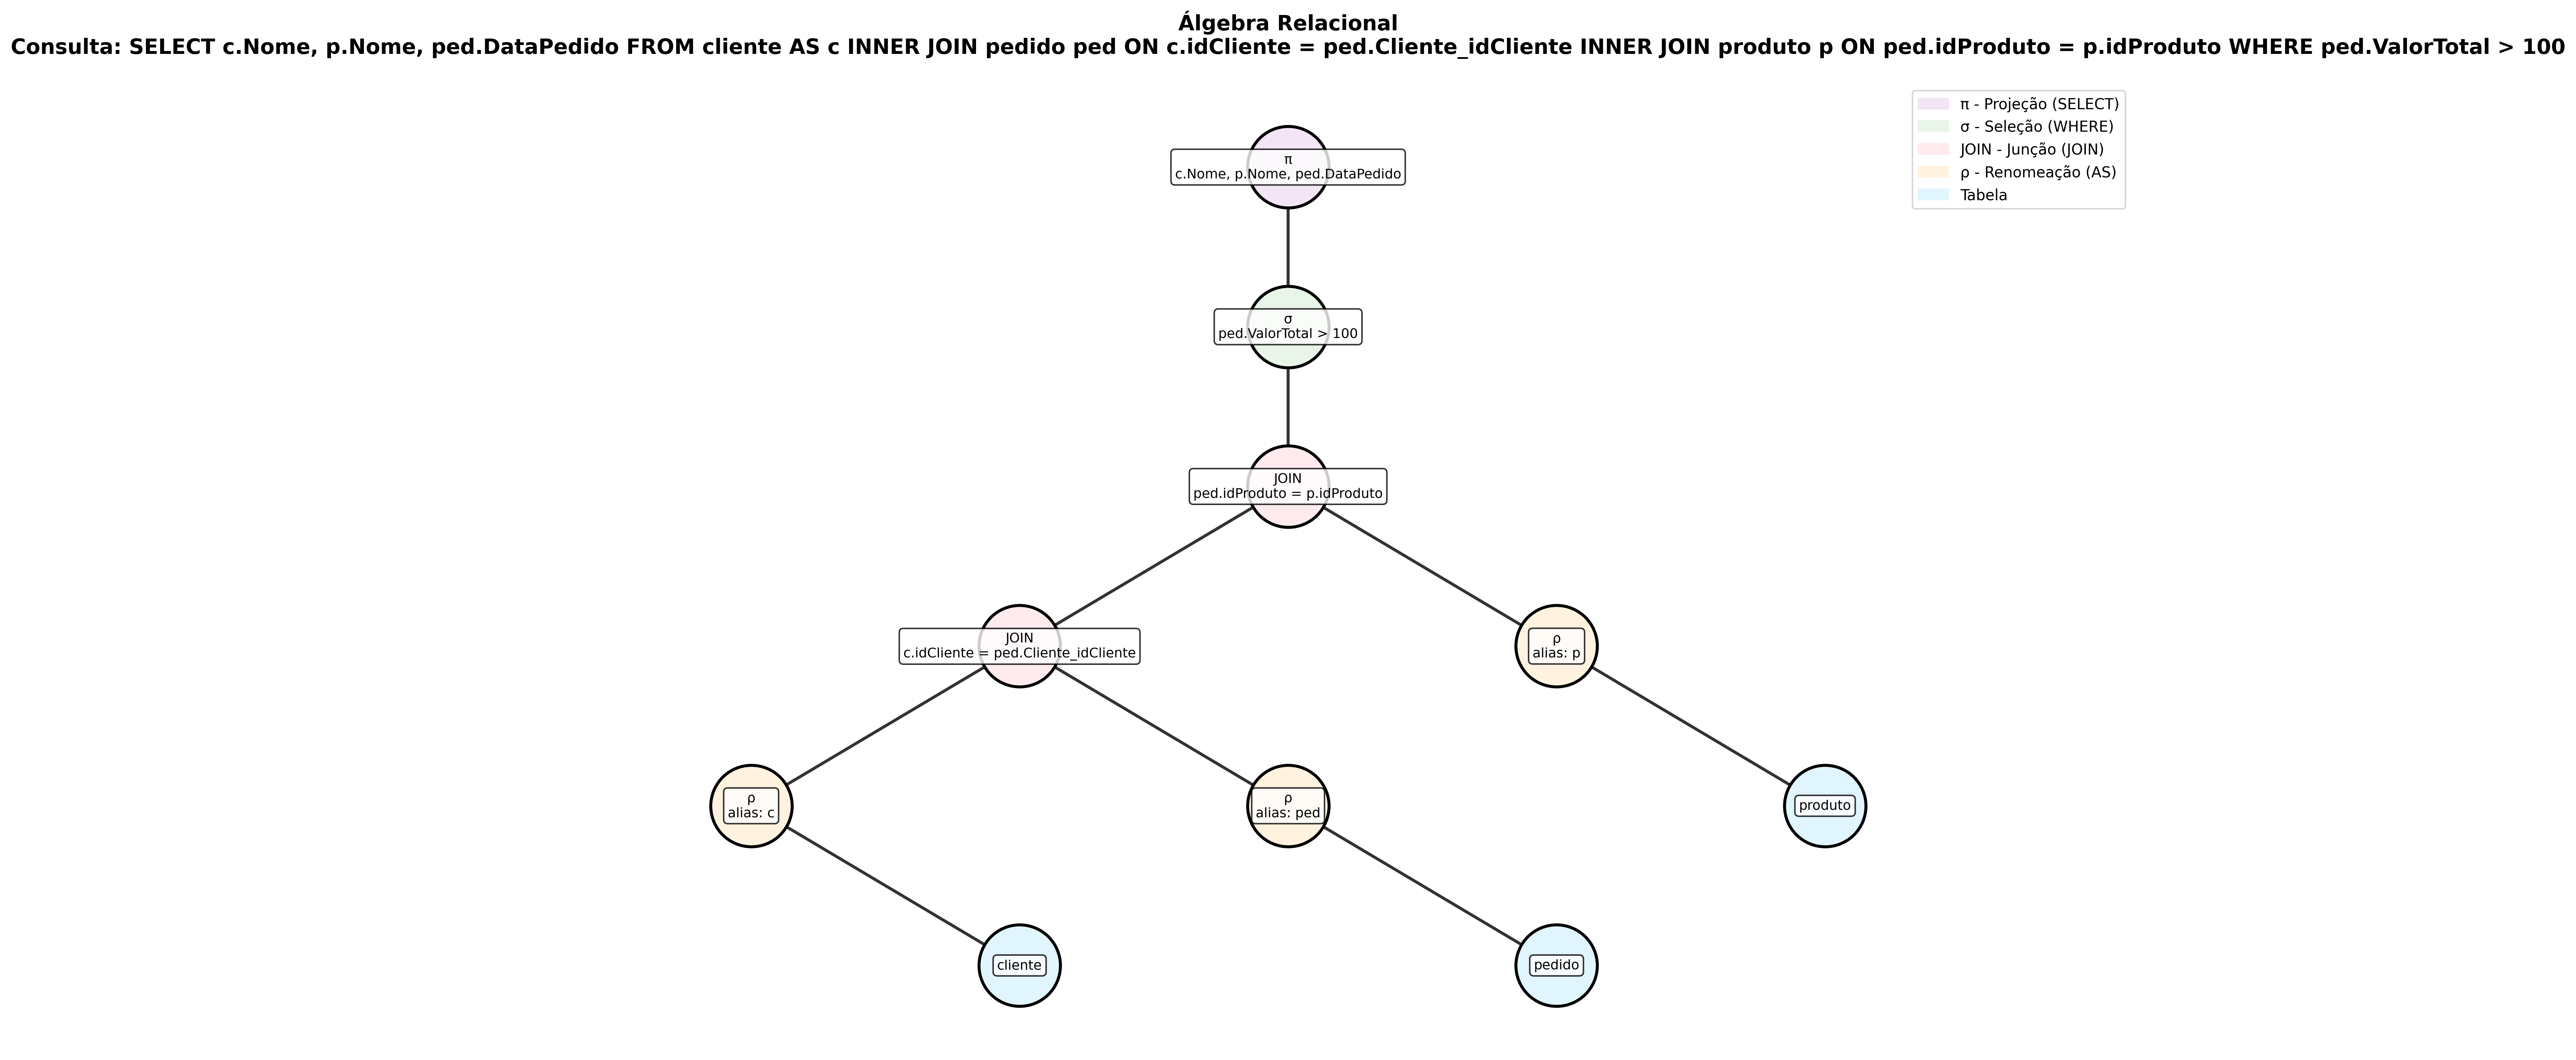 Álgebra Relacional
Consulta: SELECT c.Nome, p.Nome, ped.DataPedido FROM cliente AS c INNER JOIN pedido ped ON c.idCliente = ped.Cliente_idCliente INNER JOIN produto p ON ped.idProduto = p.idProduto WHERE ped.ValorTotal > 100
π - Projeção (SELECT)
σ - Seleção (WHERE)
JOIN - Junção (JOIN)
ρ - Renomeação (AS)
Tabela
π
c.Nome, p.Nome, ped.DataPedido
σ
ped.ValorTotal > 100
JOIN
ped.idProduto = p.idProduto
JOIN
c.idCliente = ped.Cliente_idCliente
ρ
alias: p
ρ
alias: c
ρ
alias: ped
produto
cliente
pedido